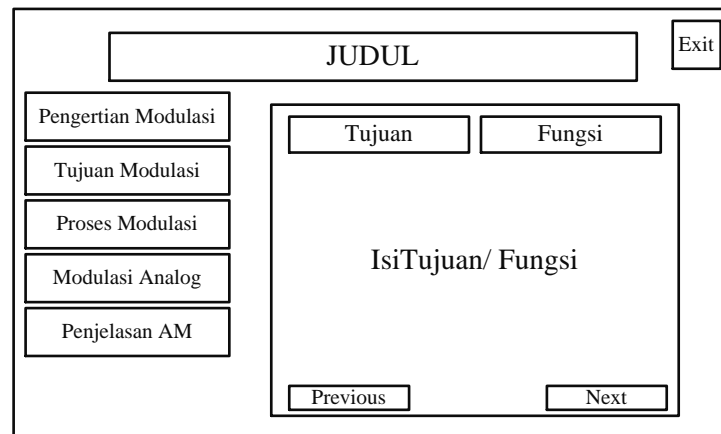 JUDUL
Exit
Pengertian Modulasi
Tujuan Modulasi
Proses Modulasi
Modulasi Analog
Penjelasan AM
Tujuan
Fungsi
IsiTujuan/ Fungsi
Previous
Next